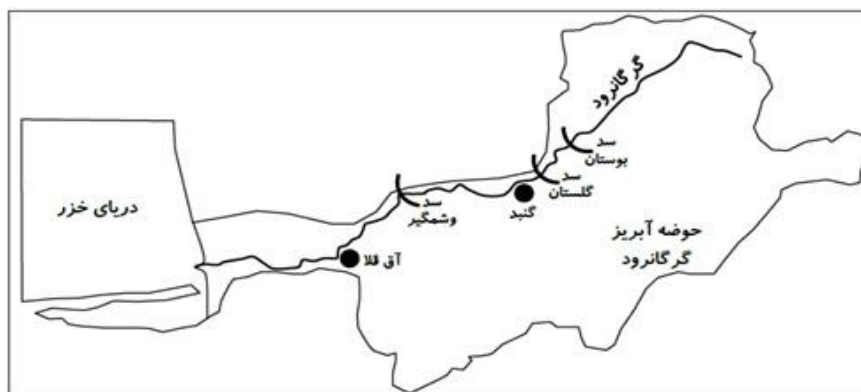 گرگانرود
سد
بوستان
سد
گلستان
گنبد
سد
وشمگیر
آق قلا
دریای خزر
حوضه آبریز
گرگانرود